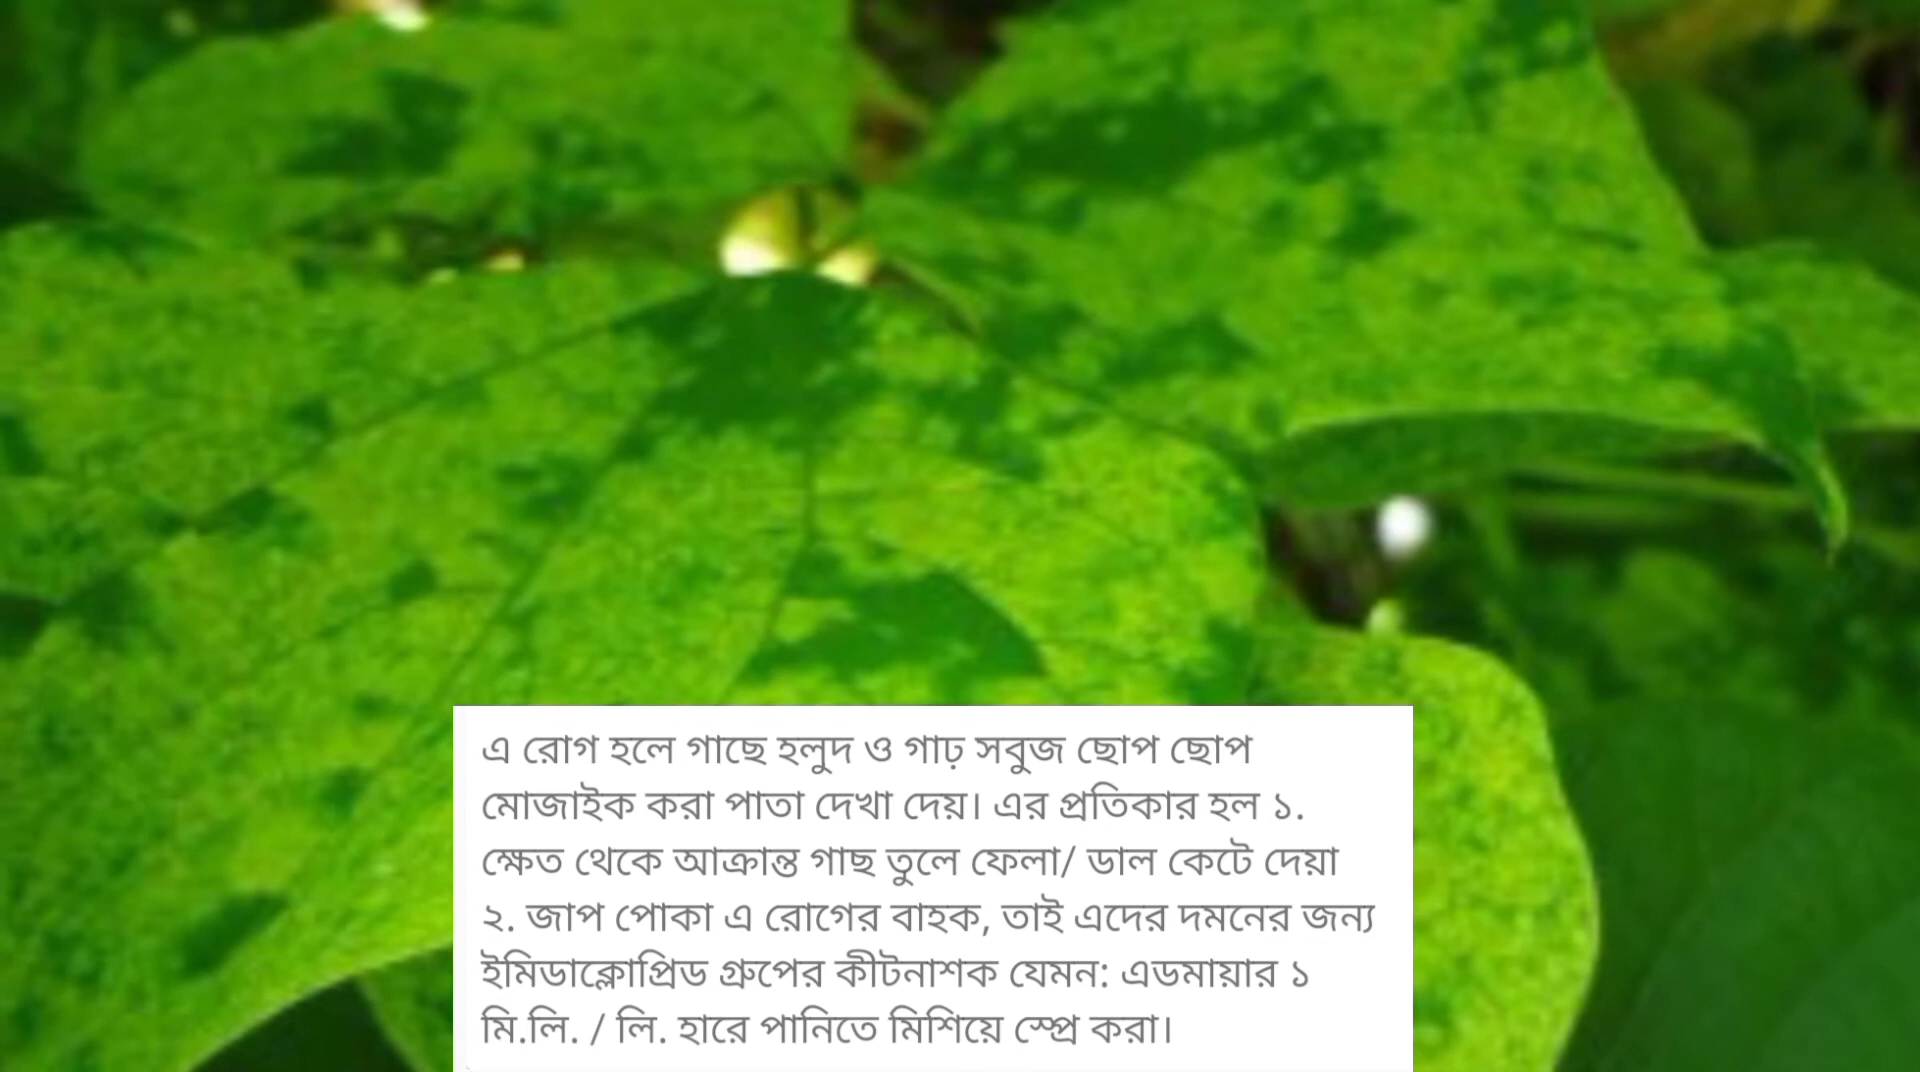 এ রোগ হলে গাছে হলুদ ও গাঢ় সবুজ ছোপ ছোপ
মোজাইক করা পাতা দেখা দেয়। এর প্রতিকার হল ১.
ক্ষেত থেকে আক্রান্ত গাছ তুলে ফেলা/ ডাল কেটে দেয়া
২. জাপ পোকা এ রোগের বাহক, তাই এদের দমনের জন্য
ইমিডাক্লোপ্রিড গ্রুপের কীটনাশক যেমন: এডমায়ার ১
মি.লি. / লি. হারে পানিতে মিশিয়ে স্প্রে করা।